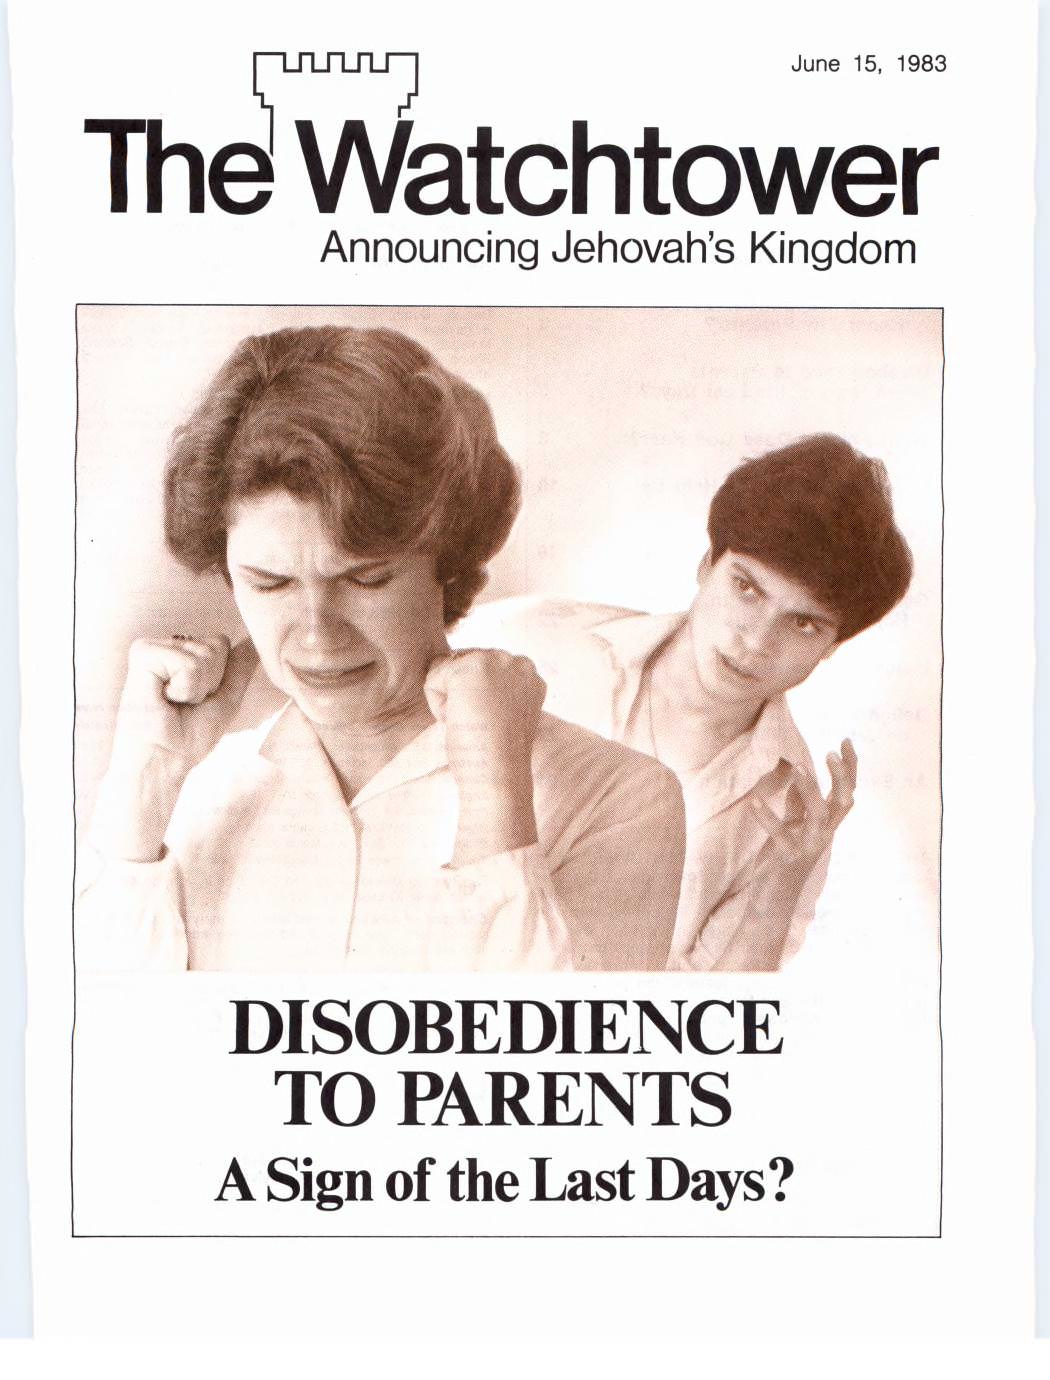 June 15, 1983
The Watchtower
Announcing Jehovah's Kingdom
DISOBEDIENCE
TO PARENTS
A Sign of the Last Days?